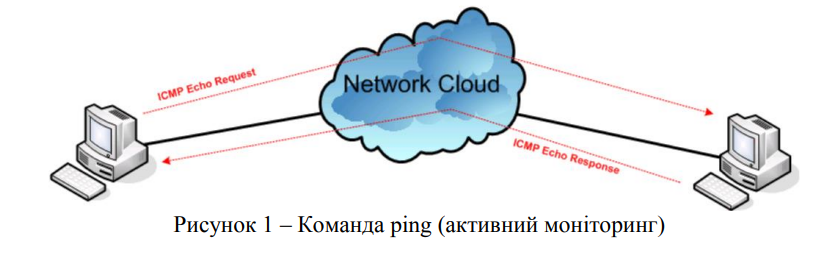 ICMP Echo Request
Network Cloud
ICMP Echo Response
Рисунок 1 – Команда ping (активний моніторинг)